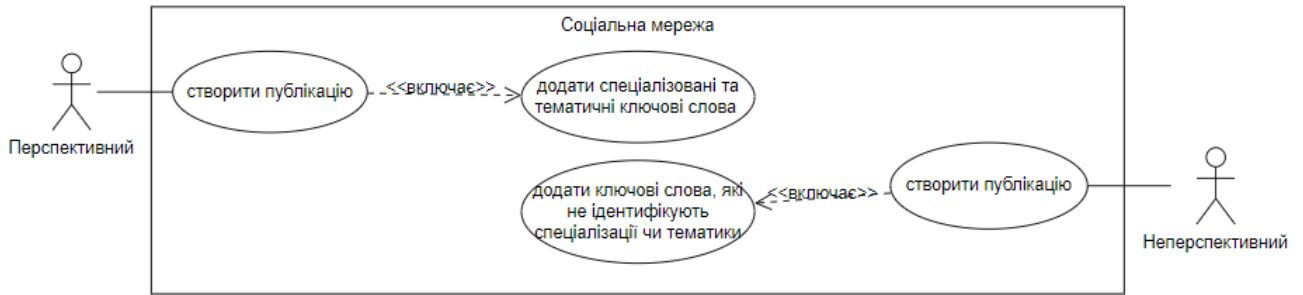 Соціальна мережа
створити публікацію
<<включає>>
додати спеціалізовані та
тематичні ключові слова
Перспективний
додати ключові слова, які
не ідентифікують
спеціалізації чи тематики
<<включає>>
створити публікацію
Неперспективний